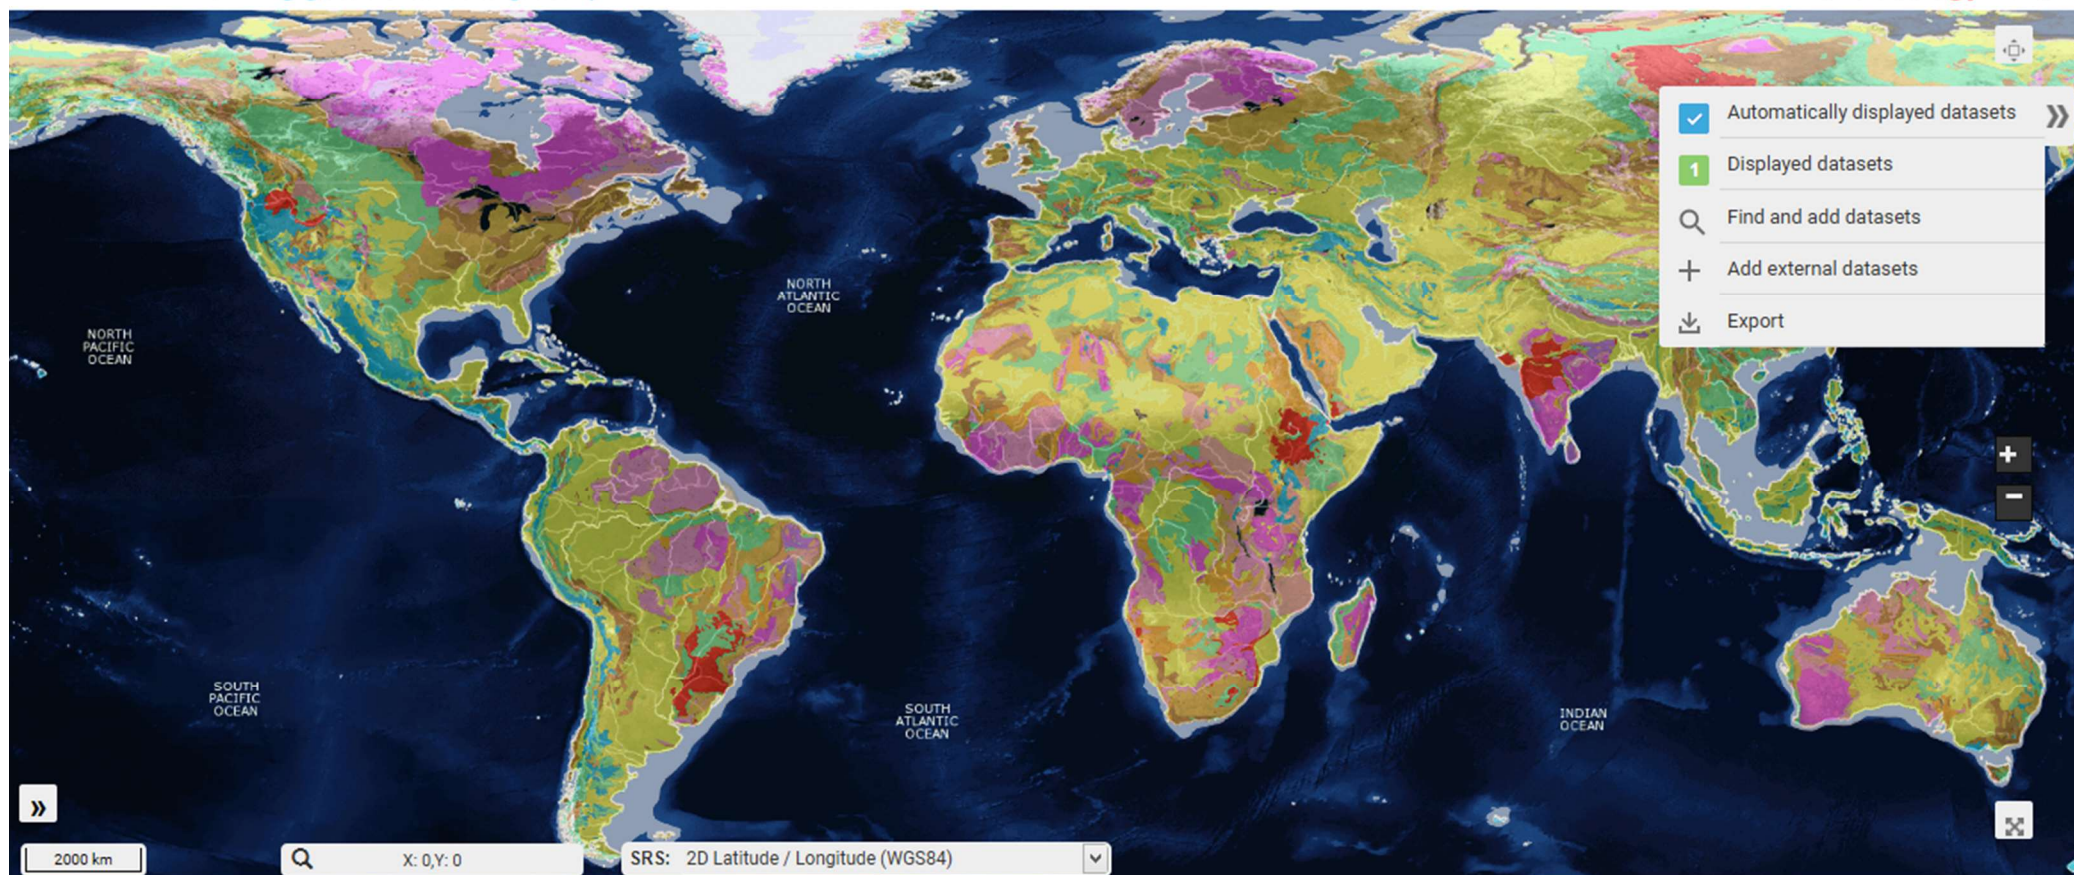 Automatically displayed datasets
1 Displayed datasets
Find and add datasets
Add external datasets
Export
NORTH
ATLANTIC
OCEAN
NORTH
PACIFIC
OCEAN
+
−
SOUTH
PACIFIC
OCEAN
SOUTH
ATLANTIC
OCEAN
INDIAN
OCEAN
2000 km
X: 0,Y: 0
SRS: 2D Latitude / Longitude (WGS84)